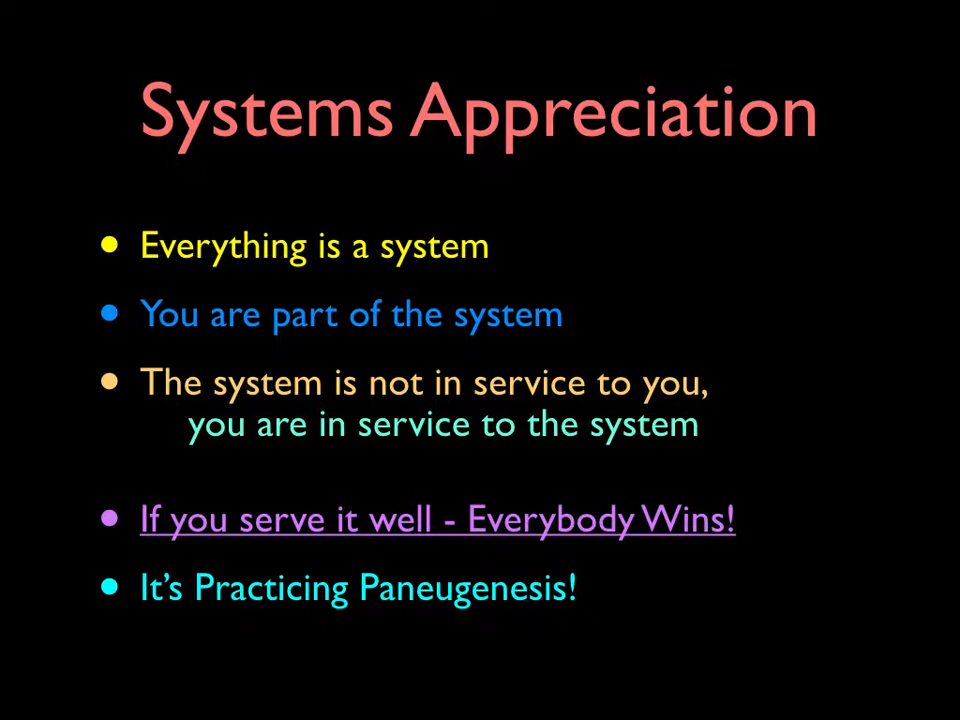 Systems Appreciation
• Everything is a system
• You are part of the system
• The system is not in service to you,
you are in service to the system
• If you serve it well - Everybody Wins!
• It’s Practicing Paneugenesis!